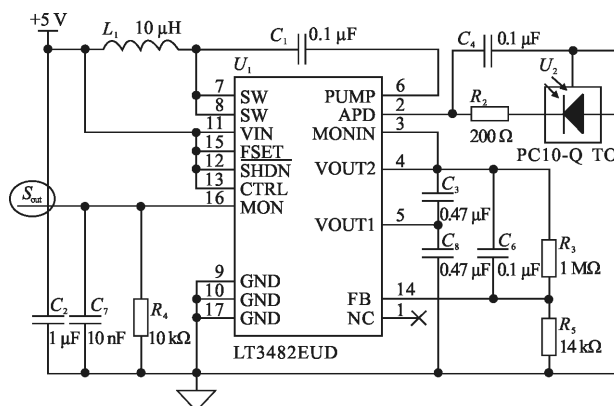 +5 V
L₁ 10 μH
C₁ 0.1 μF
C₄ 0.1 μF
U₁
U₂
7 SW
8 SW
11 VIN
15 FSET
12 SHDN
13 CTRL
16 MON
9 GND
10 GND
17 GND
PUMP 6
APD 2
MONIN 3
VOUT2 4
VOUT1 5
FB 14
NC 1
R₂
200 Ω
PC10-Q TO
Sout
C₃
0.47 μF
C₈
0.47 μF
C₆
0.1 μF
R₃
1 MΩ
R₅
14 kΩ
C₂
1 μF
C₇
10 nF
R₄
10 kΩ
LT3482EUD